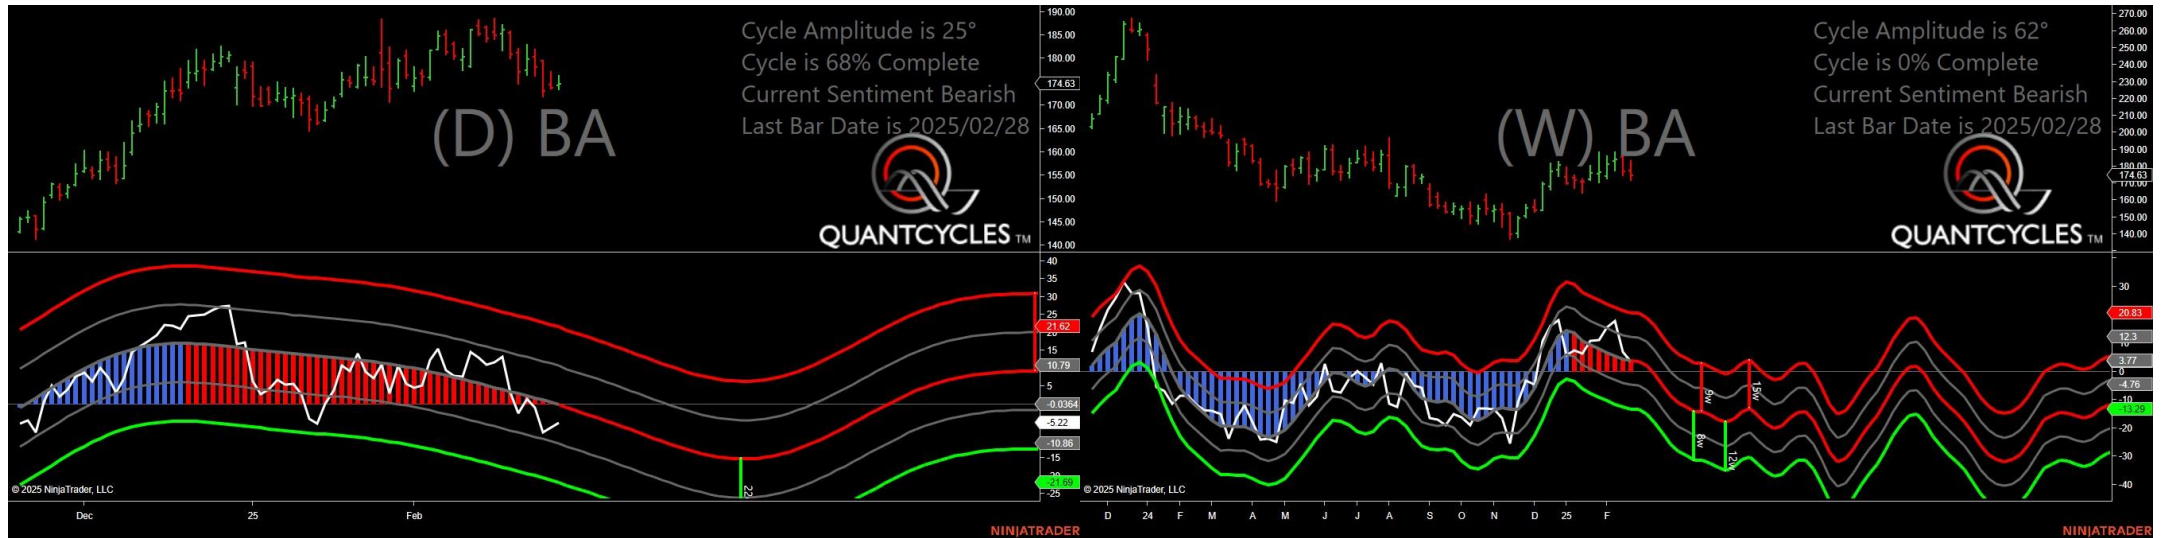 Cycle Amplitude is 25°
Cycle is 68% Complete
Current Sentiment Bearish
Last Bar Date is 2025/02/28
(D) BA
QUANTCYCLES TM
190.00
185.00
180.00
174.63
170.00
165.00
160.00
155.00
150.00
145.00
140.00
40
35
30
25
21.62
15
10.79
5
-0.0364
-5.22
-10.86
-15
-21.69
-25
22
© 2025 NinjaTrader, LLC
Dec
25
Feb
NINJATRADER
Cycle Amplitude is 62°
Cycle is 0% Complete
Current Sentiment Bearish
Last Bar Date is 2025/02/28
(W) BA
QUANTCYCLES TM
270.00
260.00
250.00
240.00
230.00
220.00
210.00
200.00
190.00
180.00
174.63
170.00
160.00
150.00
140.00
30
20.83
12.3
10
3.77
0
-4.76
-10
-13.29
-20
-30
-40
9w
15w
8w
12w
© 2025 NinjaTrader, LLC
D 24 F M A M J J A S O N D 25 F
NINJATRADER